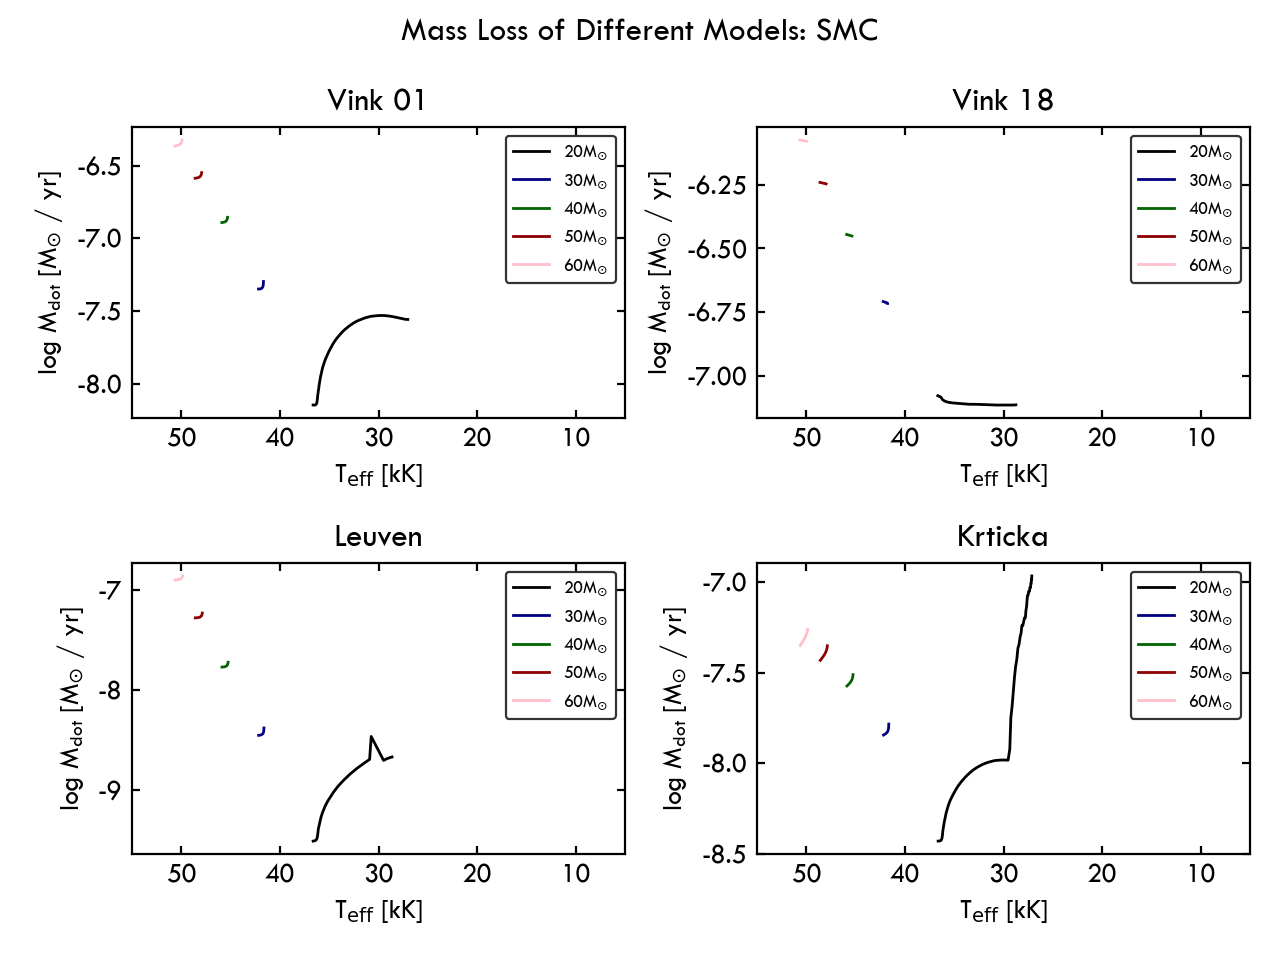 Mass Loss of Different Models: SMC
Vink 01
log M_dot [M_⊙ / yr]
-6.5
-7.0
-7.5
-8.0
50 40 30 20 10
T_eff [kK]
20M_⊙
30M_⊙
40M_⊙
50M_⊙
60M_⊙
Vink 18
log M_dot [M_⊙ / yr]
-6.25
-6.50
-6.75
-7.00
50 40 30 20 10
T_eff [kK]
20M_⊙
30M_⊙
40M_⊙
50M_⊙
60M_⊙
Leuven
log M_dot [M_⊙ / yr]
-7
-8
-9
50 40 30 20 10
T_eff [kK]
20M_⊙
30M_⊙
40M_⊙
50M_⊙
60M_⊙
Krticka
log M_dot [M_⊙ / yr]
-7.0
-7.5
-8.0
-8.5
50 40 30 20 10
T_eff [kK]
20M_⊙
30M_⊙
40M_⊙
50M_⊙
60M_⊙